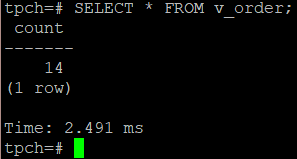 tpch=# SELECT * FROM v_order;
count
-------
14
(1 row)
Time: 2.491 ms
tpch=#